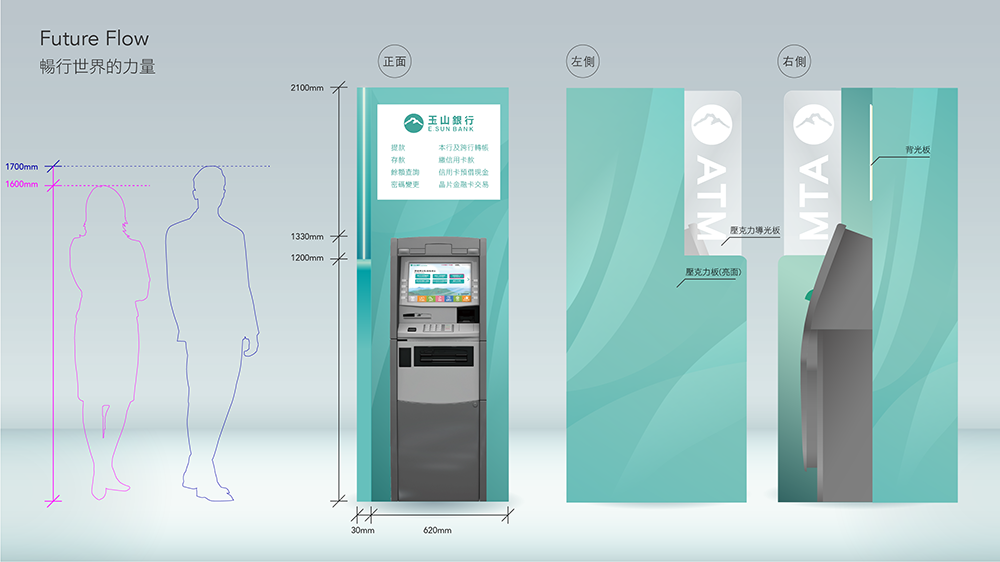 Future Flow
暢行世界的力量
正面
左側
右側
2100mm
1700mm
1600mm
1330mm
1200mm
玉山銀行
E.SUN BANK
提款 本行及跨行轉帳
存款 繳信用卡款
餘額查詢 信用卡預借現金
密碼變更 晶片金融卡交易
ATM
MTA
背光板
壓克力導光板
壓克力板(亮面)
30mm
620mm